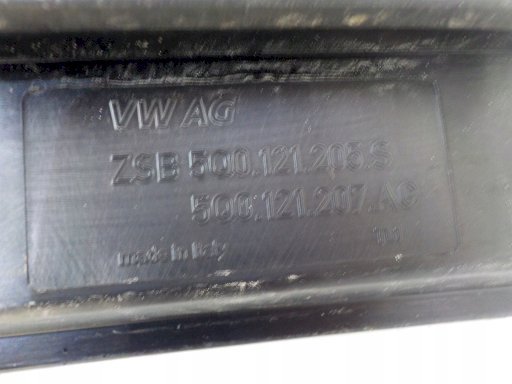 VW AG
ZSB 5Q0.121.205.S
5Q0.121.207.AC
made in Italy